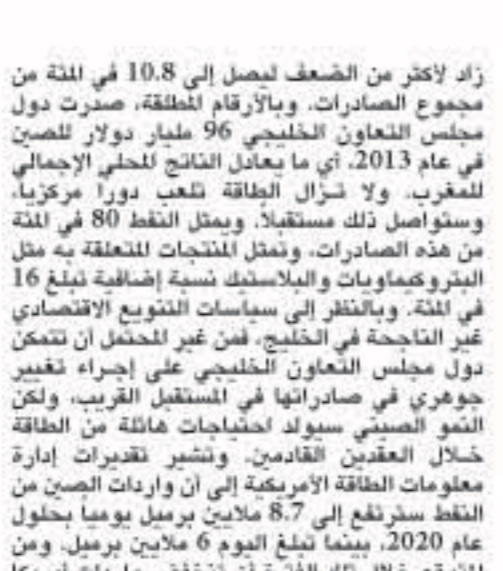 زاد لأكثر من الضعف ليصل إلى 10.8 في المئة من
مجموع الصادرات. وبالأرقام المطلقة، صدرت دول
مجلس التعاون الخليجي 96 مليار دولار للصين
في عام 2013، أي ما يعادل الناتج المحلي الإجمالي
للمغرب. ولا تزال الطاقة تلعب دوراً مركزياً،
وستواصل ذلك مستقبلاً. ويمثل النفط 80 في المئة
من هذه الصادرات، وتمثل المنتجات المتعلقة به مثل
البتروكيماويات والبلاستيك نسبة إضافية تبلغ 16
في المئة. وبالنظر إلى سياسات التنويع الاقتصادي
غير الناجحة في الخليج، فمن غير المحتمل أن تتمكن
دول مجلس التعاون الخليجي على إجراء تغيير
جوهري في صادراتها في المستقبل القريب، ولكن
النمو الصيني سيولد احتياجات هائلة من الطاقة
خلال العقدين القادمين. وتشير تقديرات إدارة
معلومات الطاقة الأمريكية إلى أن واردات الصين من
النفط سترتفع إلى 8.7 ملايين برميل يومياً بحلول
عام 2020، بينما تبلغ اليوم 6 ملايين برميل. ومن